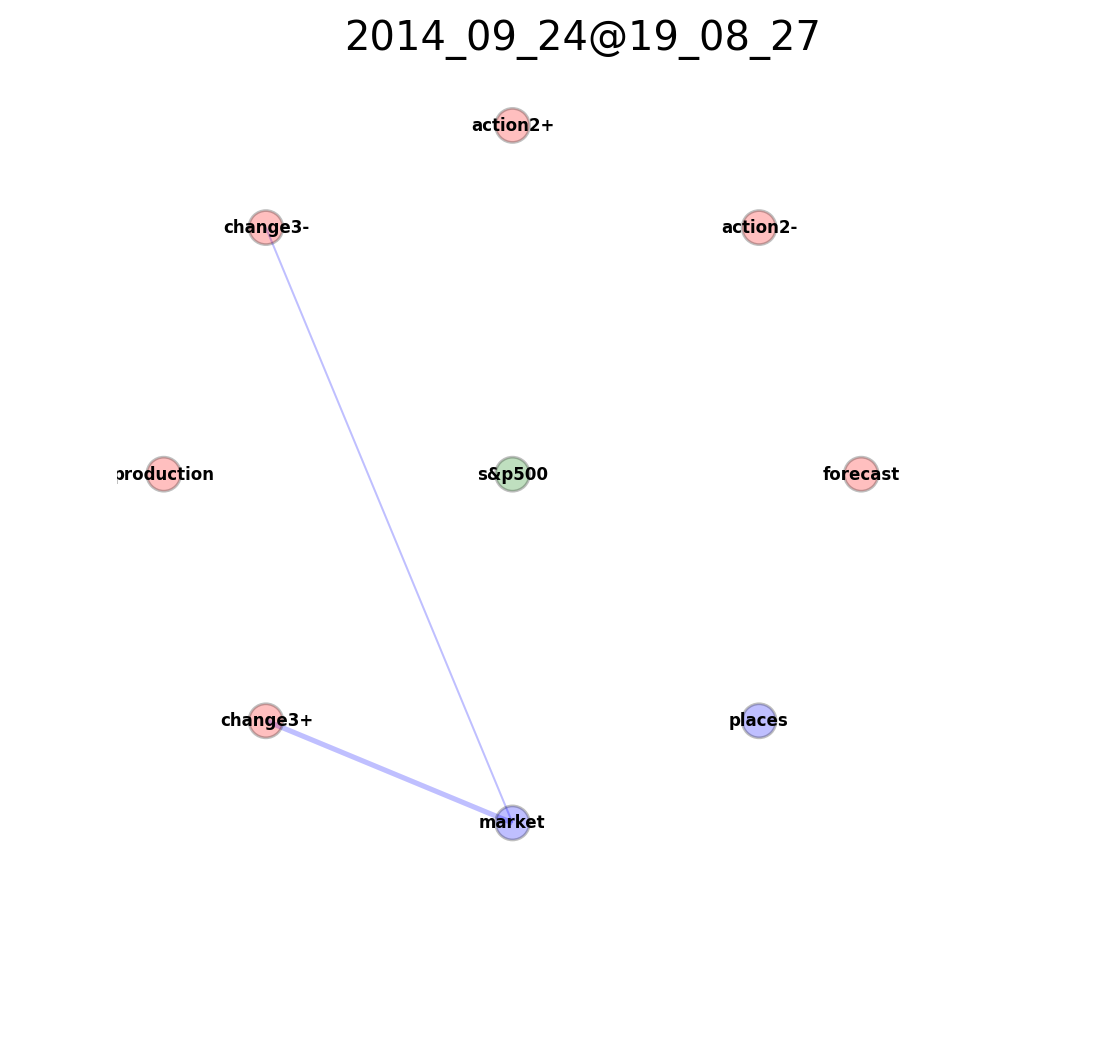 2014_09_24@19_08_27
action2+
change3-
action2-
production
s&p500
forecast
change3+
places
market